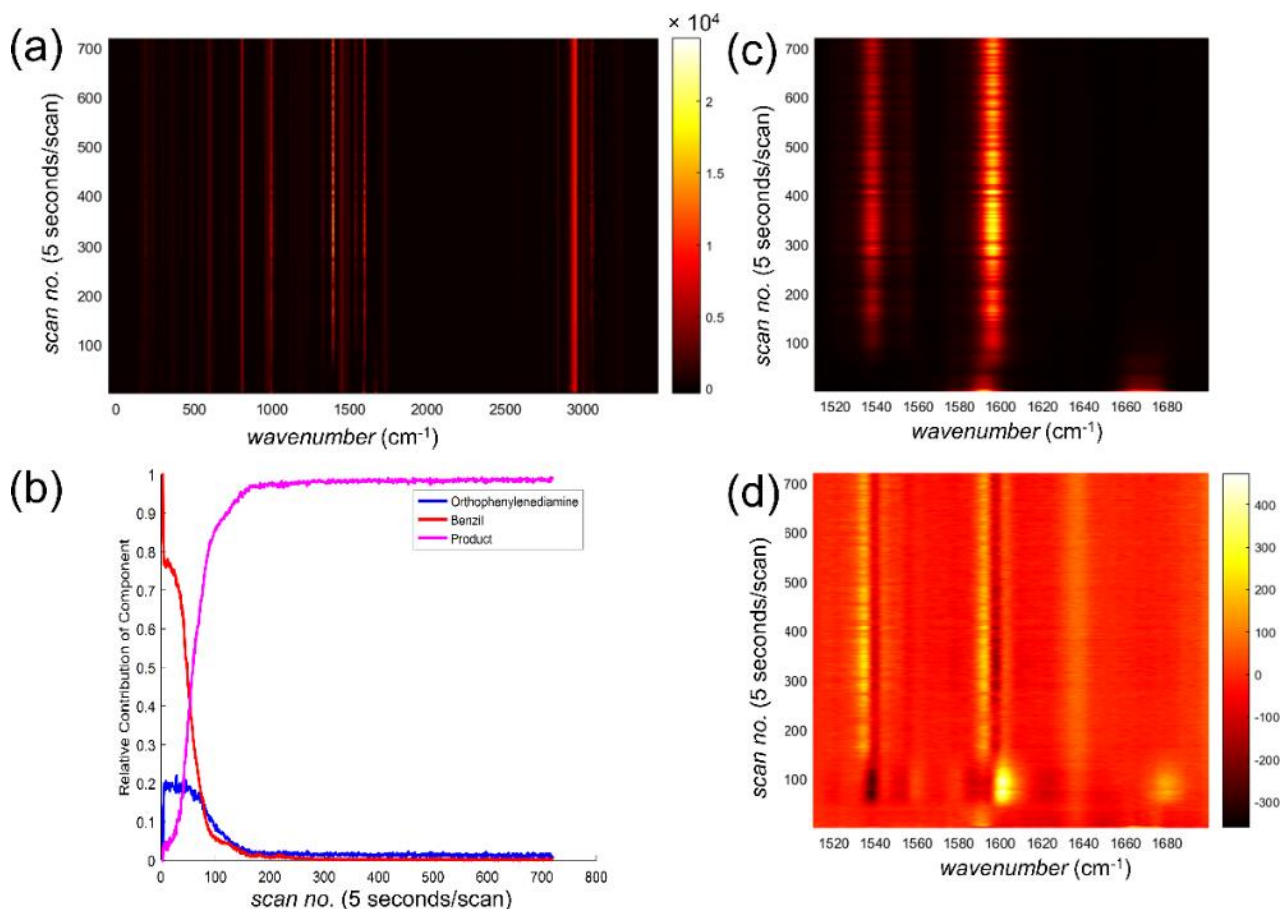 (a)
× 10⁴
scan no. (5 seconds/scan)
700
600
500
400
300
200
100
0 500 1000 1500 2000 2500 3000
wavenumber (cm⁻¹)
2
1.5
1
0.5
0
(c)
scan no. (5 seconds/scan)
700
600
500
400
300
200
100
1520 1540 1560 1580 1600 1620 1640 1660 1680
wavenumber (cm⁻¹)
(b)
Relative Contribution of Component
1
0.9
0.8
0.7
0.6
0.5
0.4
0.3
0.2
0.1
0
0 100 200 300 400 500 600 700 800
scan no. (5 seconds/scan)
Orthophenylenediamine
Benzil
Product
(d)
scan no. (5 seconds/scan)
700
600
500
400
300
200
100
1520 1540 1560 1580 1600 1620 1640 1660 1680
wavenumber (cm⁻¹)
400
300
200
100
0
-100
-200
-300